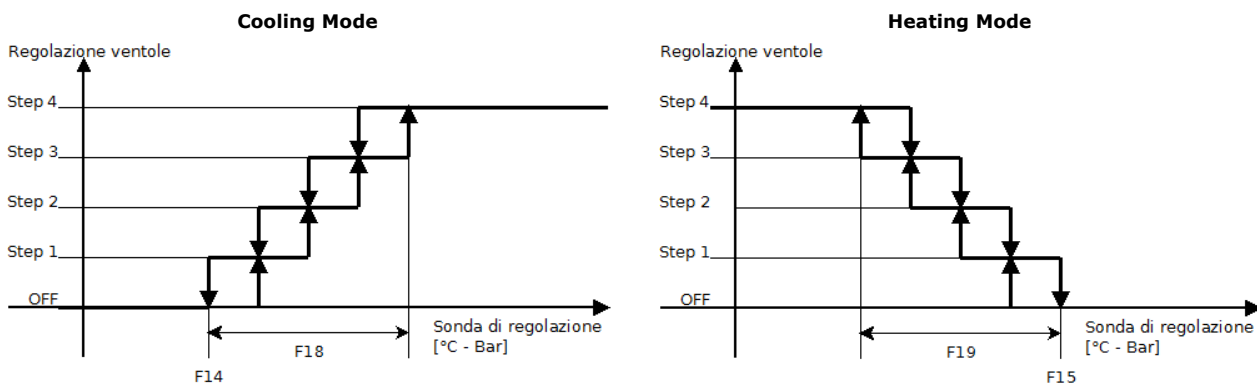 Cooling Mode
Regolazione ventole
Step 4
Step 3
Step 2
Step 1
OFF
Sonda di regolazione
[°C - Bar]
F18
F14
Heating Mode
Regolazione ventole
Step 4
Step 3
Step 2
Step 1
OFF
Sonda di regolazione
[°C - Bar]
F19
F15